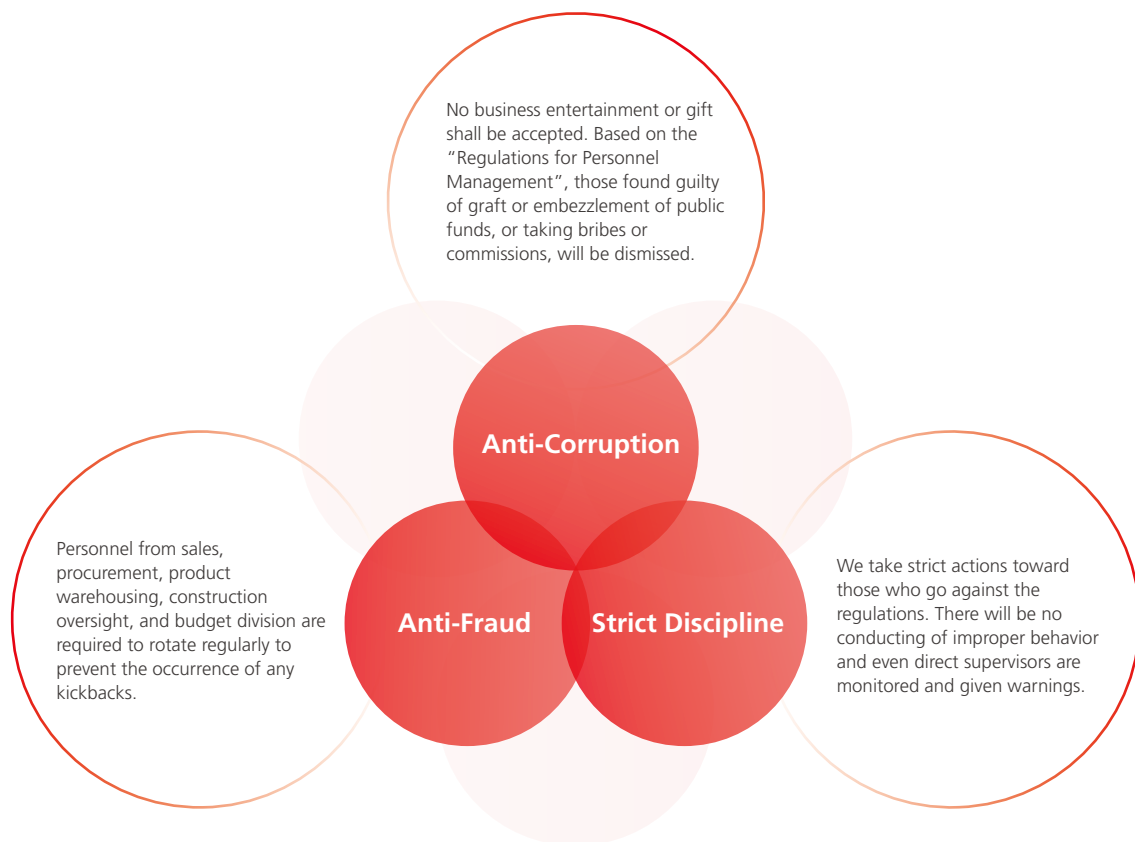 No business entertainment or gift
shall be accepted. Based on the
“Regulations for Personnel
Management”, those found guilty
of graft or embezzlement of public
funds, or taking bribes or
commissions, will be dismissed.
Anti-Corruption
Personnel from sales,
procurement, product
warehousing, construction
oversight, and budget division are
required to rotate regularly to
prevent the occurrence of any
kickbacks.
Anti-Fraud
Strict Discipline
We take strict actions toward
those who go against the
regulations. There will be no
conducting of improper behavior
and even direct supervisors are
monitored and given warnings.